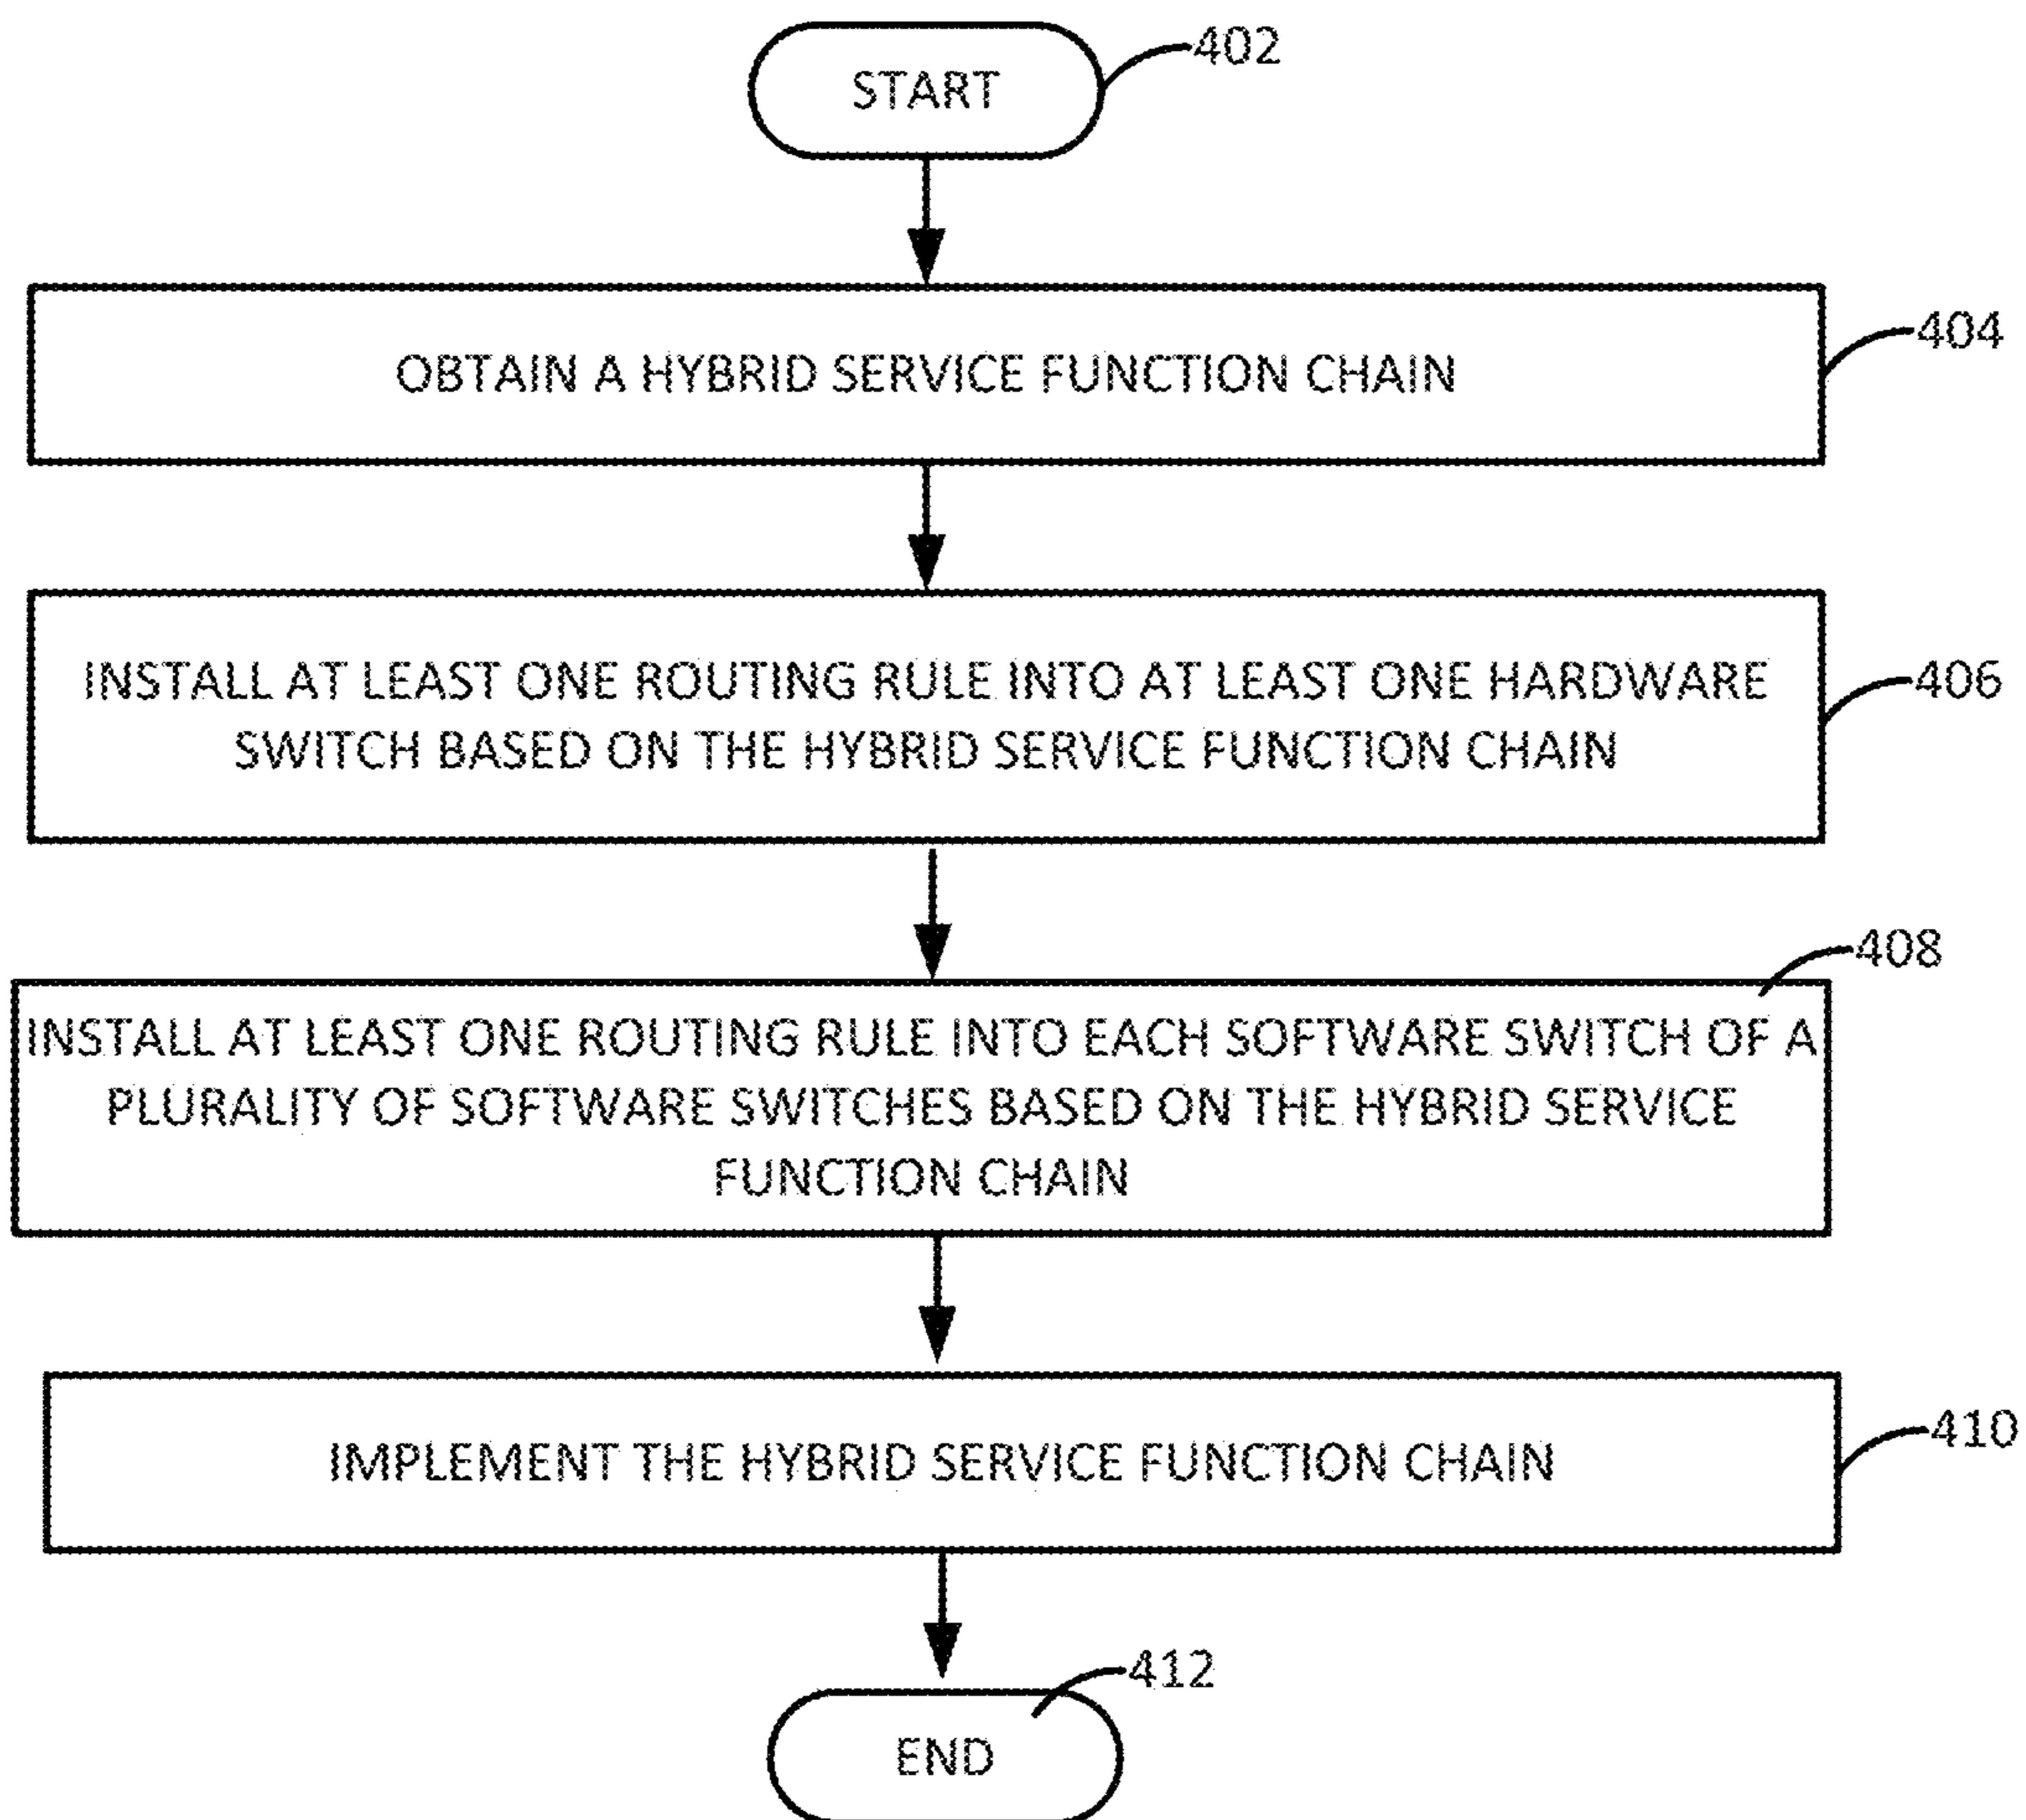 START
402
OBTAIN A HYBRID SERVICE FUNCTION CHAIN
404
INSTALL AT LEAST ONE ROUTING RULE INTO AT LEAST ONE HARDWARE
SWITCH BASED ON THE HYBRID SERVICE FUNCTION CHAIN
406
408
INSTALL AT LEAST ONE ROUTING RULE INTO EACH SOFTWARE SWITCH OF A
PLURALITY OF SOFTWARE SWITCHES BASED ON THE HYBRID SERVICE
FUNCTION CHAIN
IMPLEMENT THE HYBRID SERVICE FUNCTION CHAIN
410
412
END